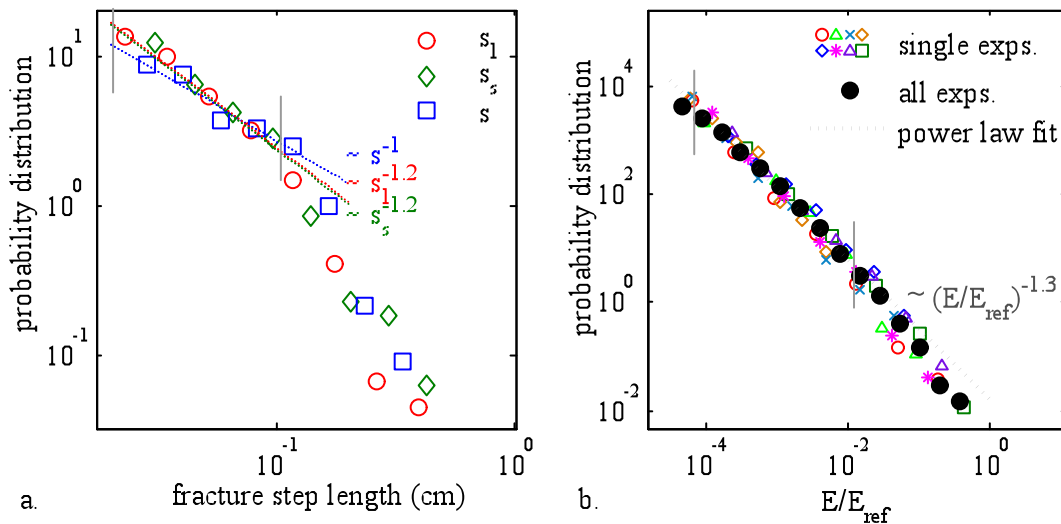 10^1
10^0
10^-1
probability distribution
s_l
s_s
s
~ s^-1
~ s_l^-1.2
~ s_s^-1.2
10^-1
10^0
fracture step length (cm)
a.
10^4
10^2
10^0
10^-2
probability distribution
single exps.
all exps.
power law fit
~ (E/E_ref)^-1.3
10^-4
10^-2
10^0
E/E_ref
b.